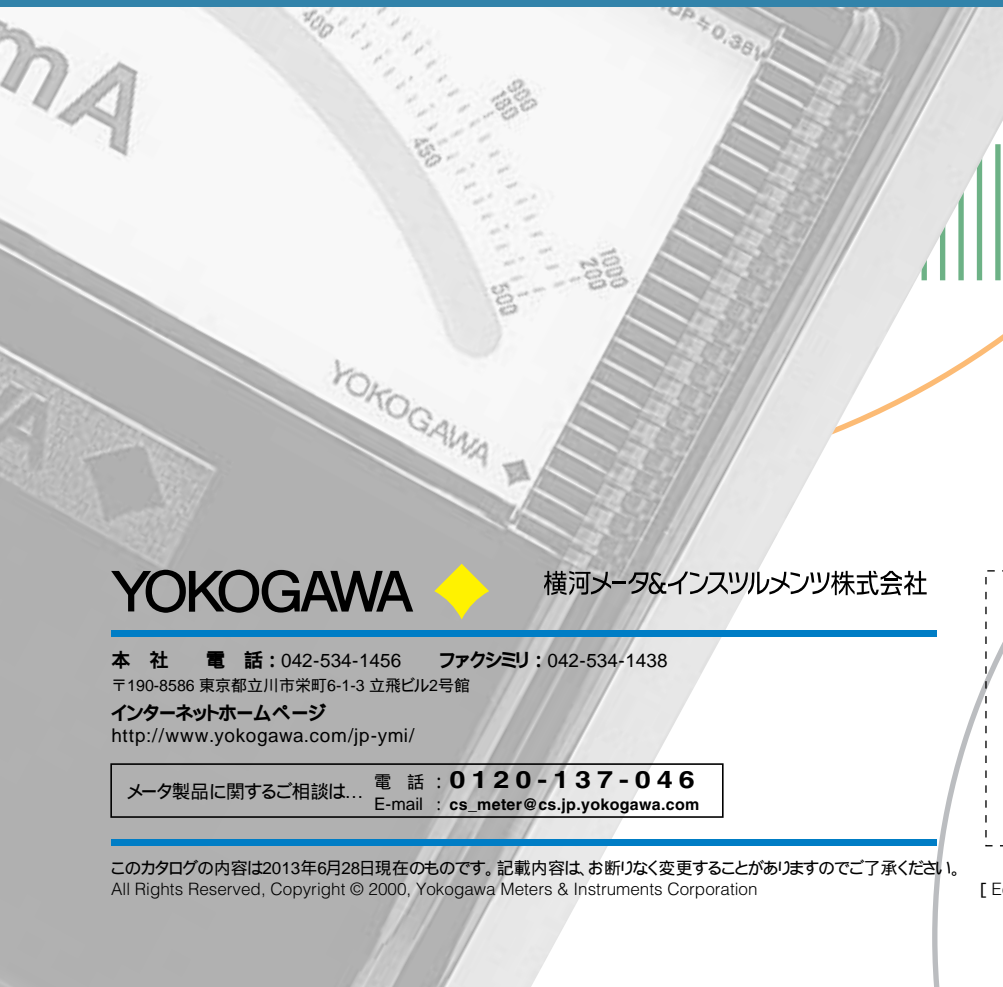 mA
400
450
500
900
180
1000
200
0.38V
YOKOGAWA
YOKOGAWA
横河メータ&インスツルメンツ株式会社
本 社 電 話：042-534-1456 ファクシミリ：042-534-1438
〒190-8586 東京都立川市栄町6-1-3 立飛ビル2号館
インターネットホームページ
http://www.yokogawa.com/jp-ymi/
メータ製品に関するご相談は…
電 話：0120-137-046
E-mail：cs_meter@cs.jp.yokogawa.com
このカタログの内容は2013年6月28日現在のものです。記載内容は、お断りなく変更することがありますのでご了承ください。
All Rights Reserved, Copyright © 2000, Yokogawa Meters & Instruments Corporation